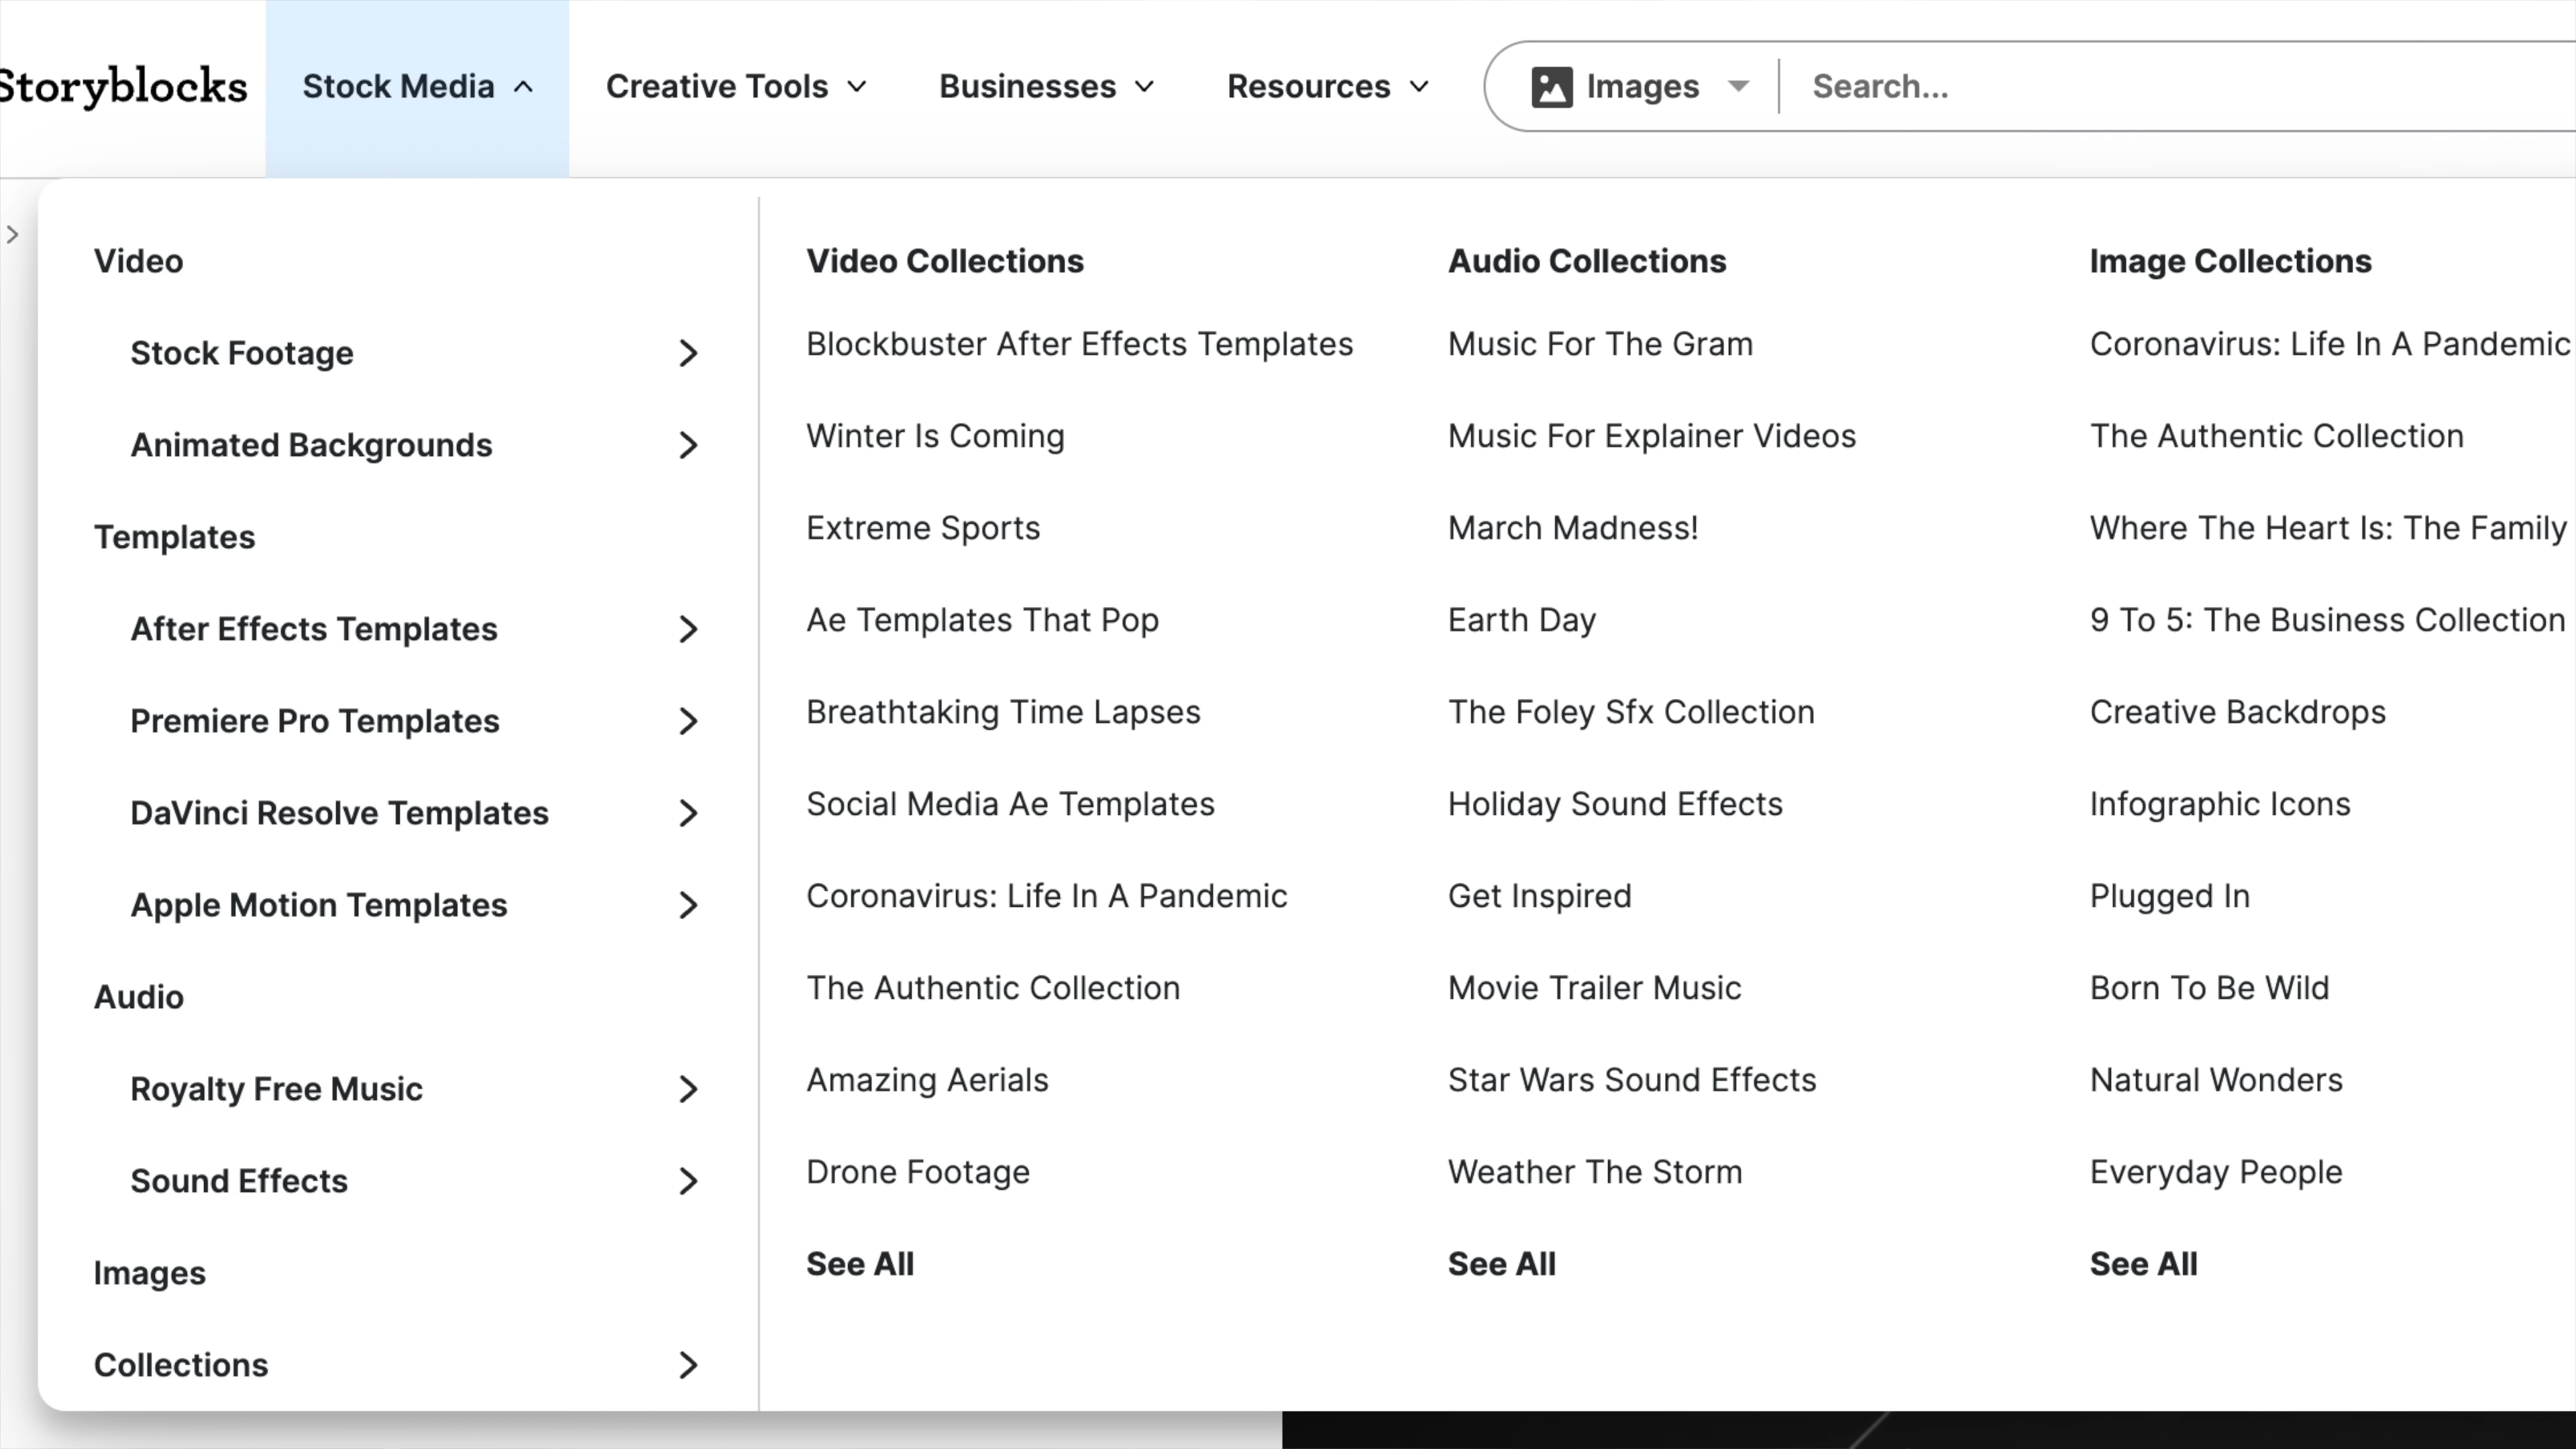 Storyblocks
Stock Media
Creative Tools
Businesses
Resources
Images
Search...
Video
Stock Footage
Animated Backgrounds
Templates
After Effects Templates
Premiere Pro Templates
DaVinci Resolve Templates
Apple Motion Templates
Audio
Royalty Free Music
Sound Effects
Images
Collections
Video Collections
Blockbuster After Effects Templates
Winter Is Coming
Extreme Sports
Ae Templates That Pop
Breathtaking Time Lapses
Social Media Ae Templates
Coronavirus: Life In A Pandemic
The Authentic Collection
Amazing Aerials
Drone Footage
See All
Audio Collections
Music For The Gram
Music For Explainer Videos
March Madness!
Earth Day
The Foley Sfx Collection
Holiday Sound Effects
Get Inspired
Movie Trailer Music
Star Wars Sound Effects
Weather The Storm
See All
Image Collections
Coronavirus: Life In A Pandemic
The Authentic Collection
Where The Heart Is: The Family
9 To 5: The Business Collection
Creative Backdrops
Infographic Icons
Plugged In
Born To Be Wild
Natural Wonders
Everyday People
See All